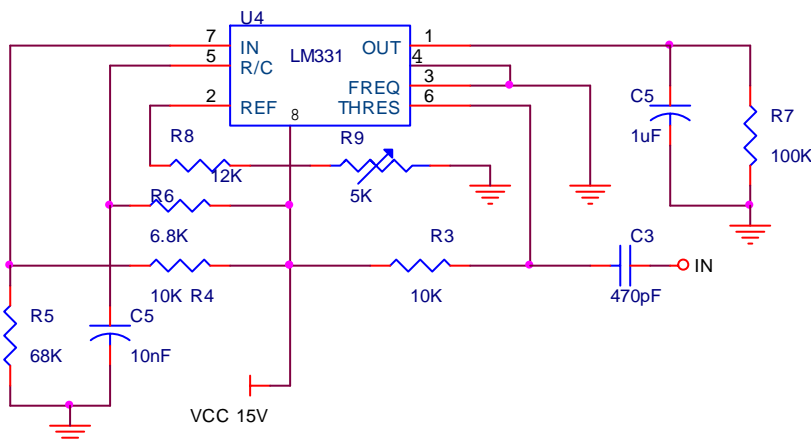 U4
7
IN
OUT
1
5
R/C
LM331
4
FREQ
3
2
REF
THRES
6
8
C5
1uF
R7
100K
R8
12K
R9
5K
R6
6.8K
R3
10K
C3
470pF
IN
10K R4
R5
68K
C5
10nF
VCC 15V